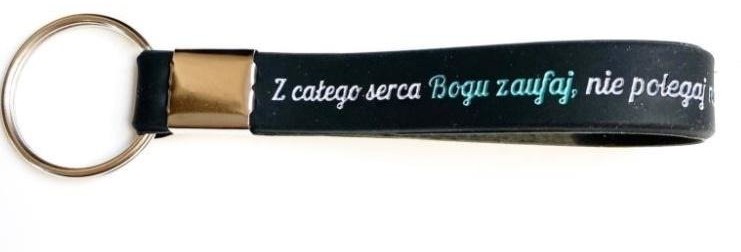 Z całego serca Bogu zaufaj, nie polegaj